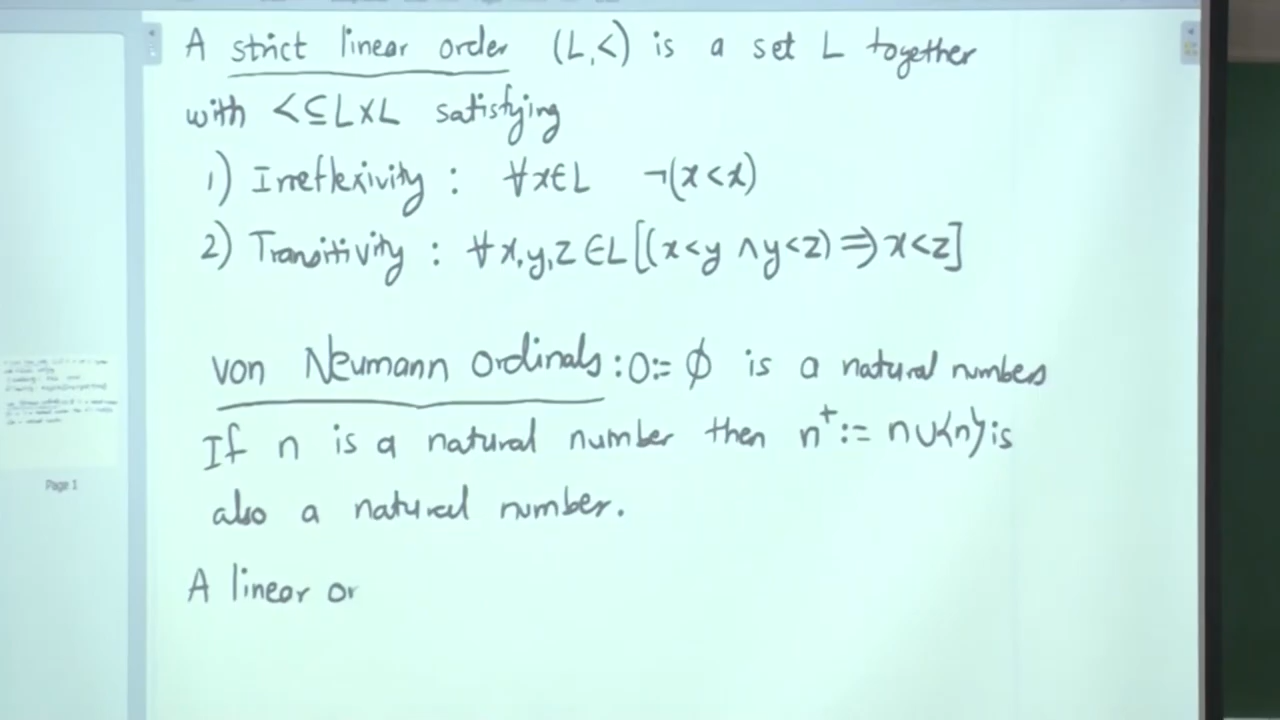 A strict linear order (L,<) is a set L together
with <⊆L×L satisfying
1) Irreflexivity : ∀x∈L ¬(x<x)
2) Transitivity : ∀x,y,z∈L[(x<y ∧y<z)⇒x<z]
von Neumann ordinals:0:=∅ is a natural number
If n is a natural number then n⁺:= n∪{n} is
also a natural number.
A linear or
Page 1